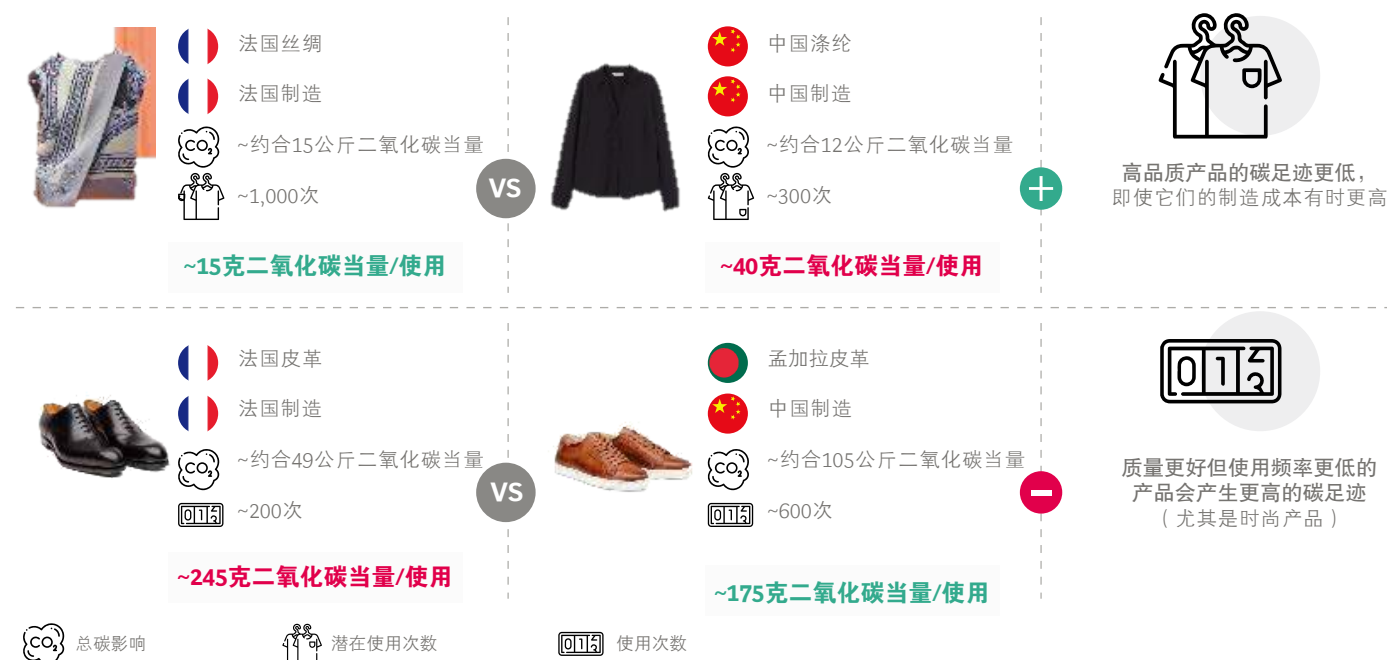 法国丝绸
法国制造
~约合15公斤二氧化碳当量
~1,000次
~15克二氧化碳当量/使用
VS
中国涤纶
中国制造
~约合12公斤二氧化碳当量
~300次
~40克二氧化碳当量/使用
高品质产品的碳足迹更低，
即使它们的制造成本有时更高
法国皮革
法国制造
~约合49公斤二氧化碳当量
~200次
~245克二氧化碳当量/使用
VS
孟加拉皮革
中国制造
~约合105公斤二氧化碳当量
~600次
~175克二氧化碳当量/使用
质量更好但使用频率更低的
产品会产生更高的碳足迹
（尤其是时尚产品）
CO₂ 总碳影响
潜在使用次数
使用次数